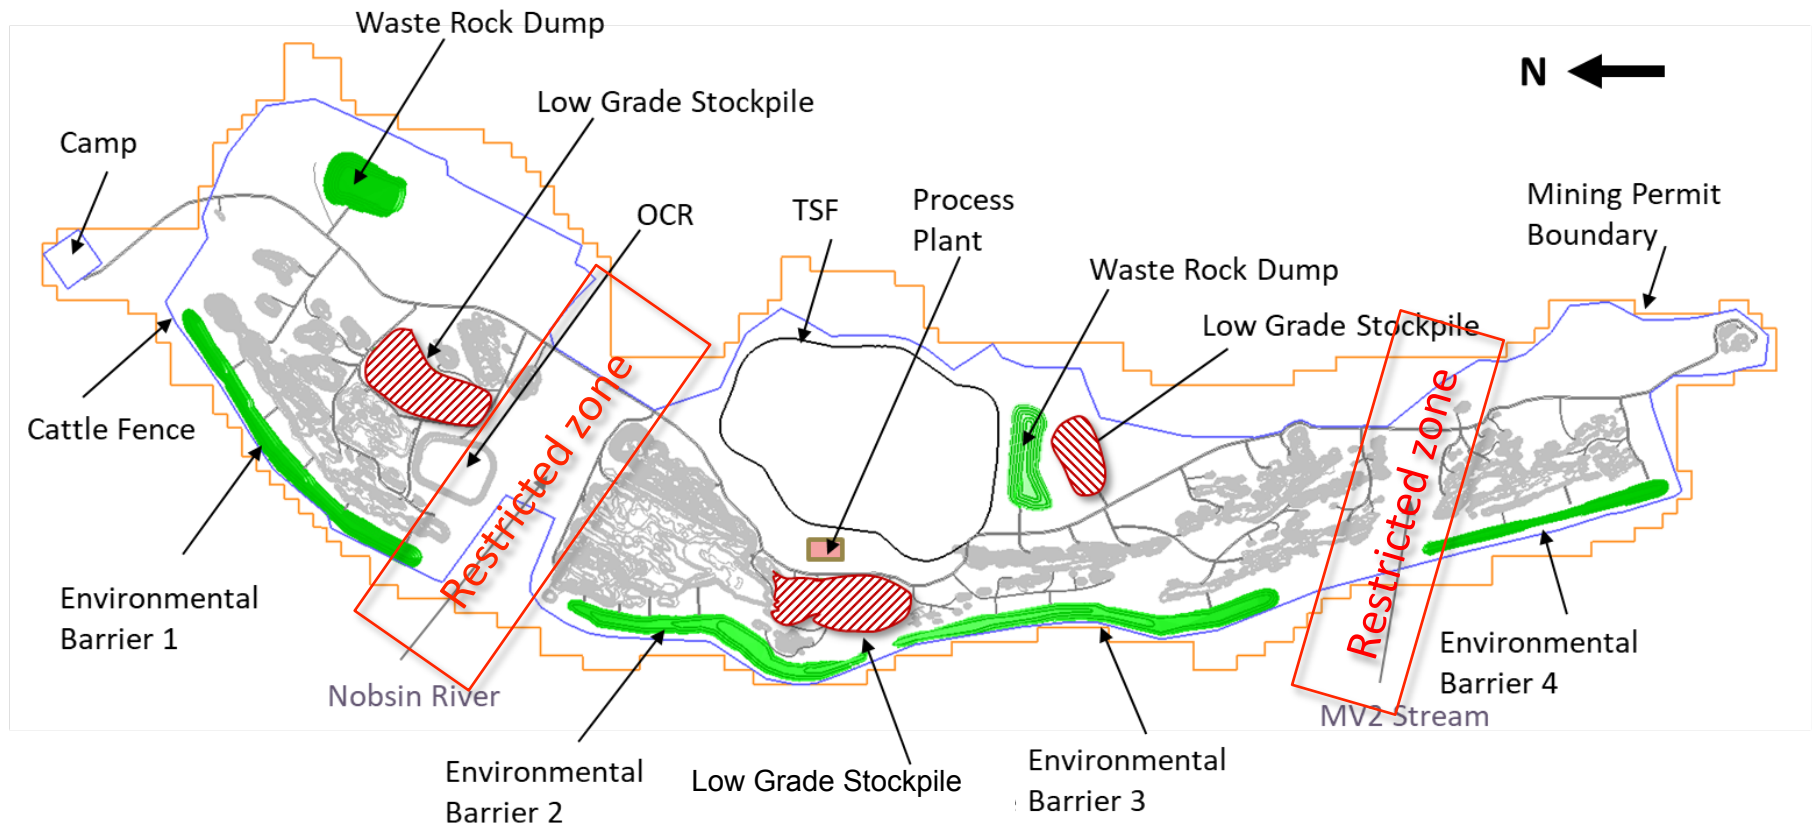 Waste Rock Dump
N
Low Grade Stockpile
Camp
OCR
TSF
Process
Plant
Mining Permit
Boundary
Waste Rock Dump
Low Grade Stockpile
Cattle Fence
Restricted zone
Restricted zone
Environmental
Barrier 1
Environmental
Barrier 4
Nobsin River
MV2 Stream
Environmental
Barrier 2
Low Grade Stockpile
Environmental
Barrier 3